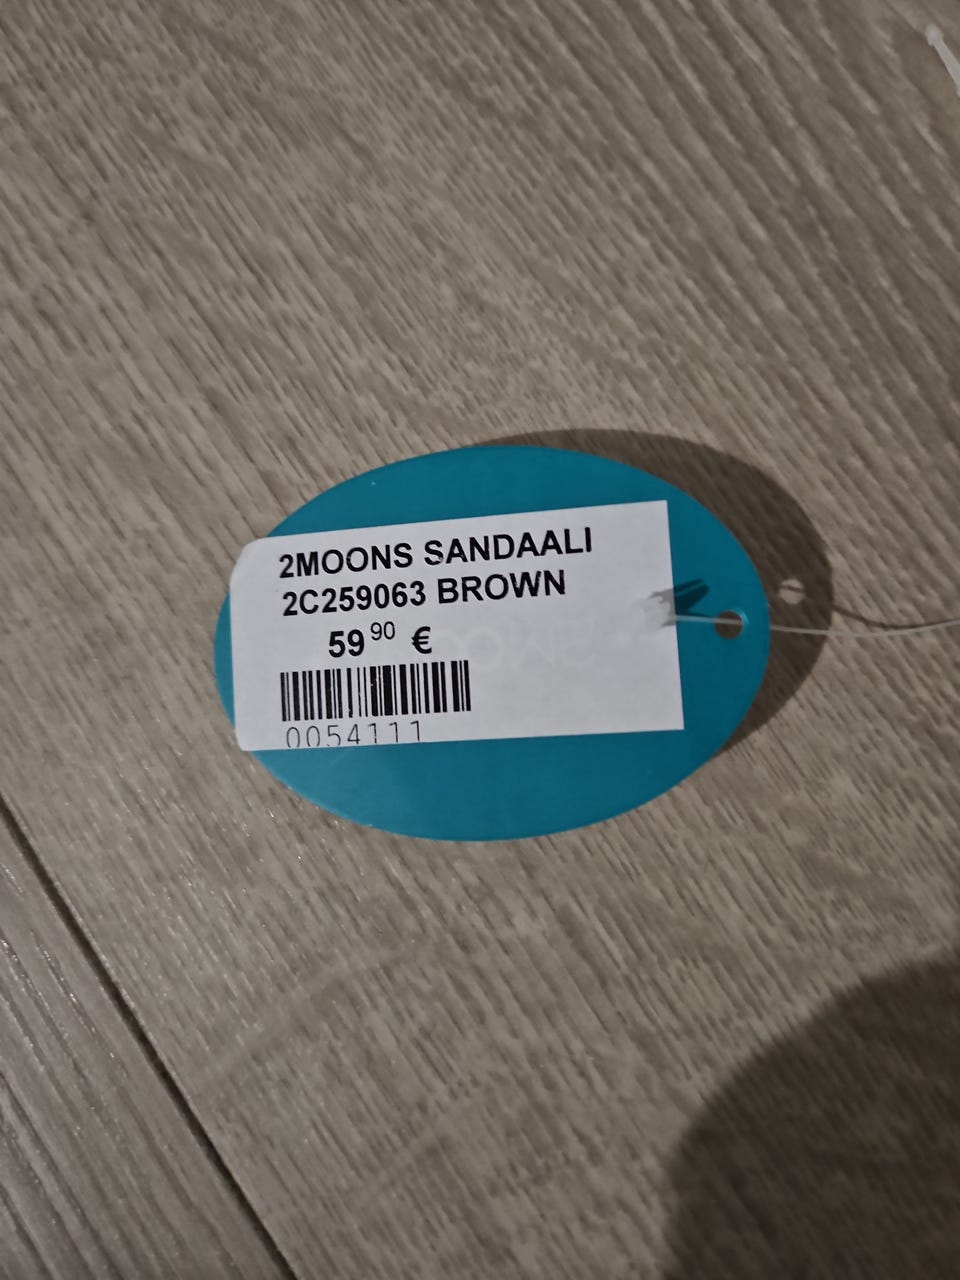 2MOONS SANDAALI
2C259063 BROWN
59 90 €
0054111